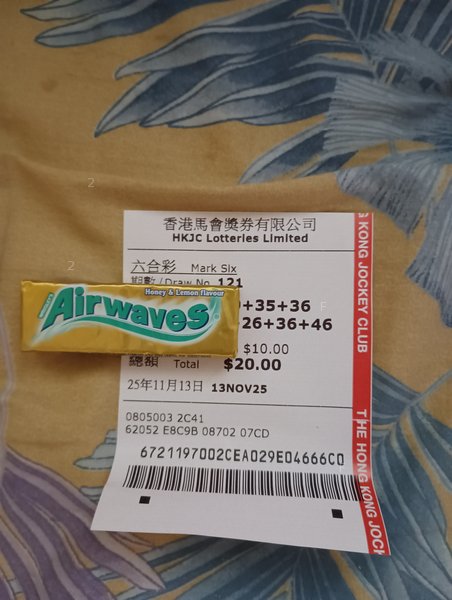 香港馬會獎券有限公司
HKJC Lotteries Limited
六合彩 Mark Six
期數/Draw No. 121
Honey & Lemon flavour
Airwaves
+35+36
+26+36+46
$10.00
總額 Total $20.00
25年11月13日 13NOV25
0805003 2C41
62052 E8C9B 08702 07CD
6721197002CEA029E04666C0
KONG JOCKEY CLUB
THE HONG KONG JOCK